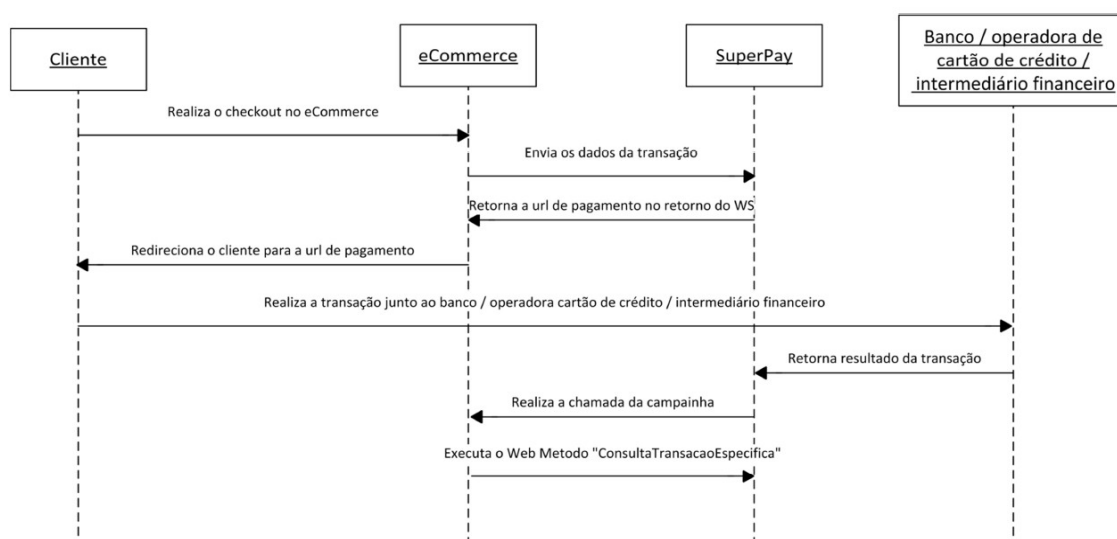 Cliente
eCommerce
SuperPay
Banco / operadora de
cartão de crédito /
intermediário financeiro
Realiza o checkout no eCommerce
Envia os dados da transação
Retorna a url de pagamento no retorno do WS
Redireciona o cliente para a url de pagamento
Realiza a transação junto ao banco / operadora cartão de crédito / intermediário financeiro
Retorna resultado da transação
Realiza a chamada da campainha
Executa o Web Metodo "ConsultaTransacaoEspecifica"